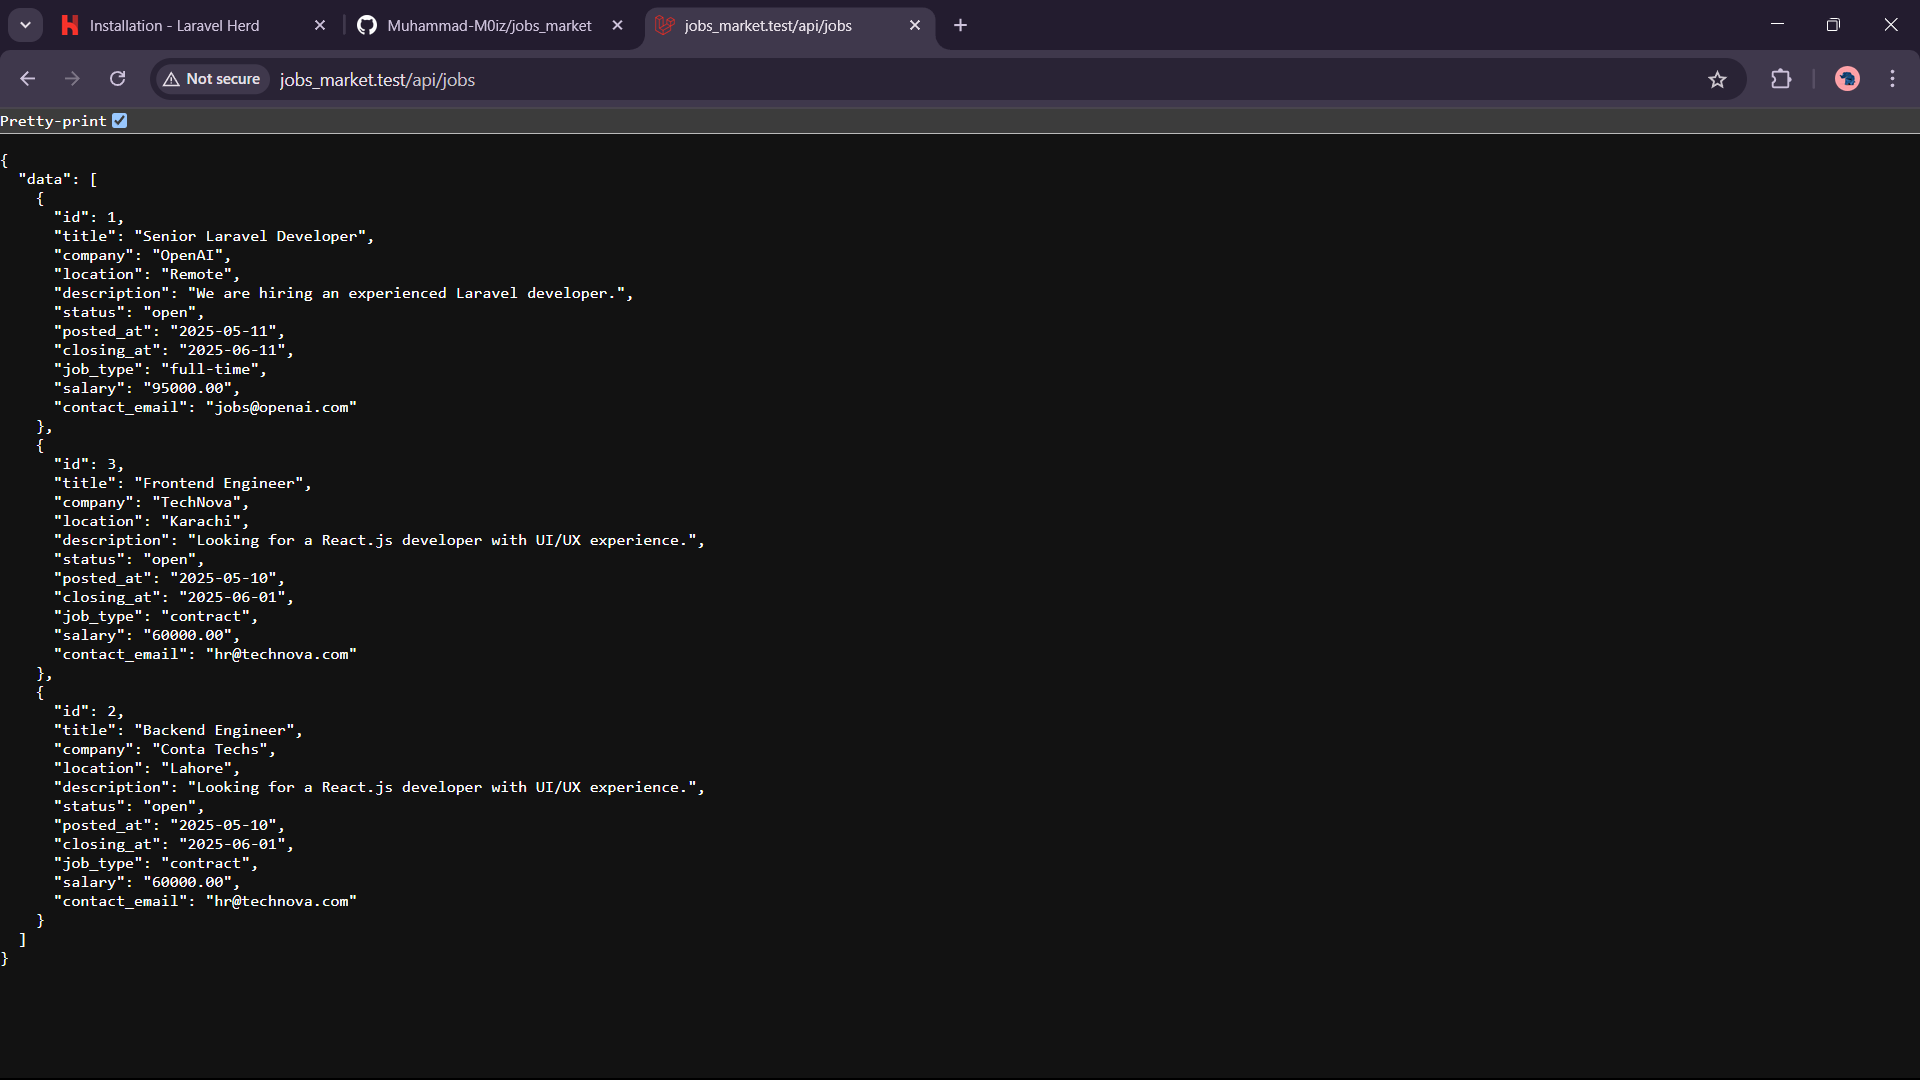 Installation - Laravel Herd
Muhammad-M0iz/jobs_market
jobs_market.test/api/jobs
Not secure
jobs_market.test/api/jobs
Pretty-print
{
  "data": [
    {
      "id": 1,
      "title": "Senior Laravel Developer",
      "company": "OpenAI",
      "location": "Remote",
      "description": "We are hiring an experienced Laravel developer.",
      "status": "open",
      "posted_at": "2025-05-11",
      "closing_at": "2025-06-11",
      "job_type": "full-time",
      "salary": "95000.00",
      "contact_email": "jobs@openai.com"
    },
    {
      "id": 3,
      "title": "Frontend Engineer",
      "company": "TechNova",
      "location": "Karachi",
      "description": "Looking for a React.js developer with UI/UX experience.",
      "status": "open",
      "posted_at": "2025-05-10",
      "closing_at": "2025-06-01",
      "job_type": "contract",
      "salary": "60000.00",
      "contact_email": "hr@technova.com"
    },
    {
      "id": 2,
      "title": "Backend Engineer",
      "company": "Conta Techs",
      "location": "Lahore",
      "description": "Looking for a React.js developer with UI/UX experience.",
      "status": "open",
      "posted_at": "2025-05-10",
      "closing_at": "2025-06-01",
      "job_type": "contract",
      "salary": "60000.00",
      "contact_email": "hr@technova.com"
    }
  ]
}